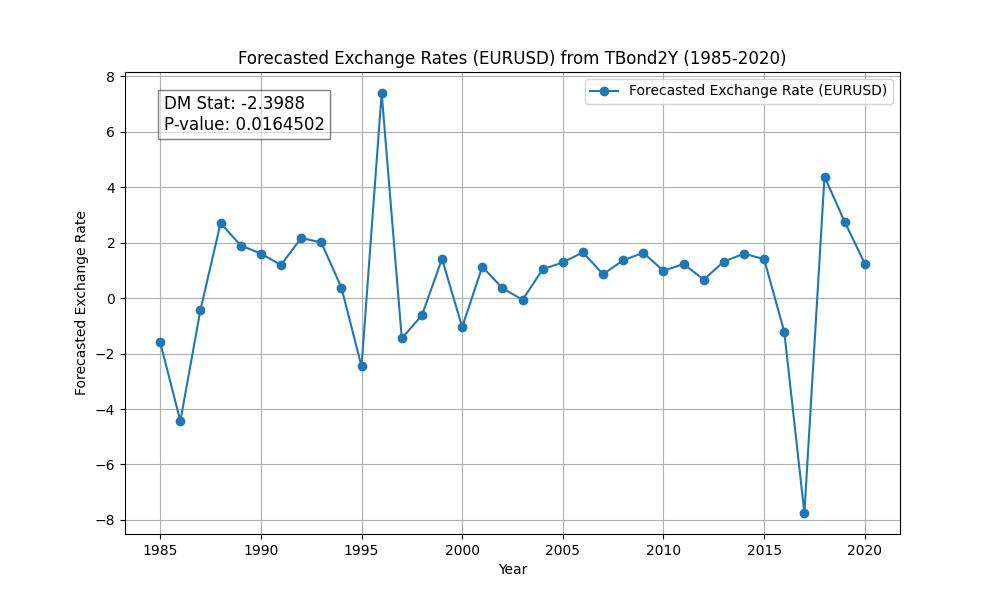 Forecasted Exchange Rates (EURUSD) from TBond2Y (1985-2020)
DM Stat: -2.3988
P-value: 0.0164502
Forecasted Exchange Rate (EURUSD)
Forecasted Exchange Rate
8
6
4
2
0
−2
−4
−6
−8
1985 1990 1995 2000 2005 2010 2015 2020
Year